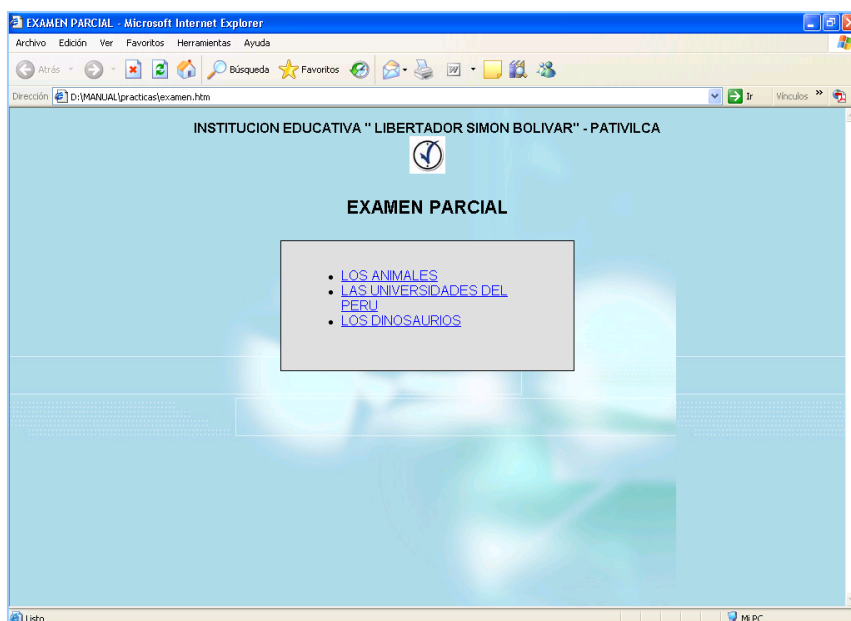 EXAMEN PARCIAL - Microsoft Internet Explorer
Archivo Edición Ver Favoritos Herramientas Ayuda
Atrás Búsqueda Favoritos
Dirección D:\MANUAL\practicas\examen.htm Ir Vínculos »
INSTITUCION EDUCATIVA " LIBERTADOR SIMON BOLIVAR" - PATIVILCA
EXAMEN PARCIAL
• LOS ANIMALES
• LAS UNIVERSIDADES DEL
PERU
• LOS DINOSAURIOS
Listo Mi PC